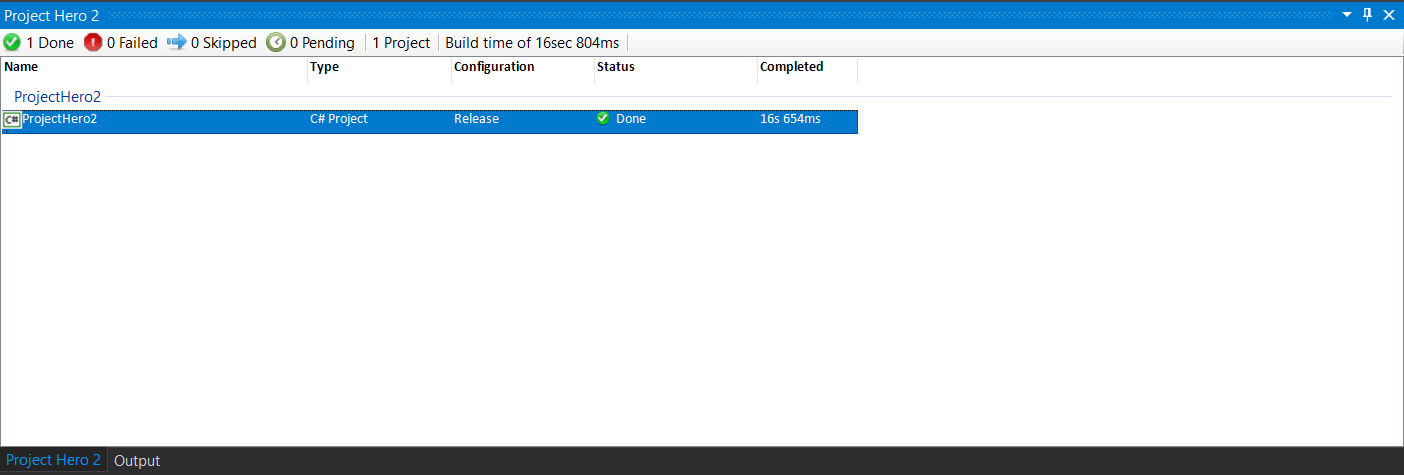 Project Hero 2
1 Done 0 Failed 0 Skipped 0 Pending 1 Project Build time of 16sec 804ms
Name Type Configuration Status Completed
ProjectHero2
C# ProjectHero2 C# Project Release Done 16s 654ms
Project Hero 2 Output